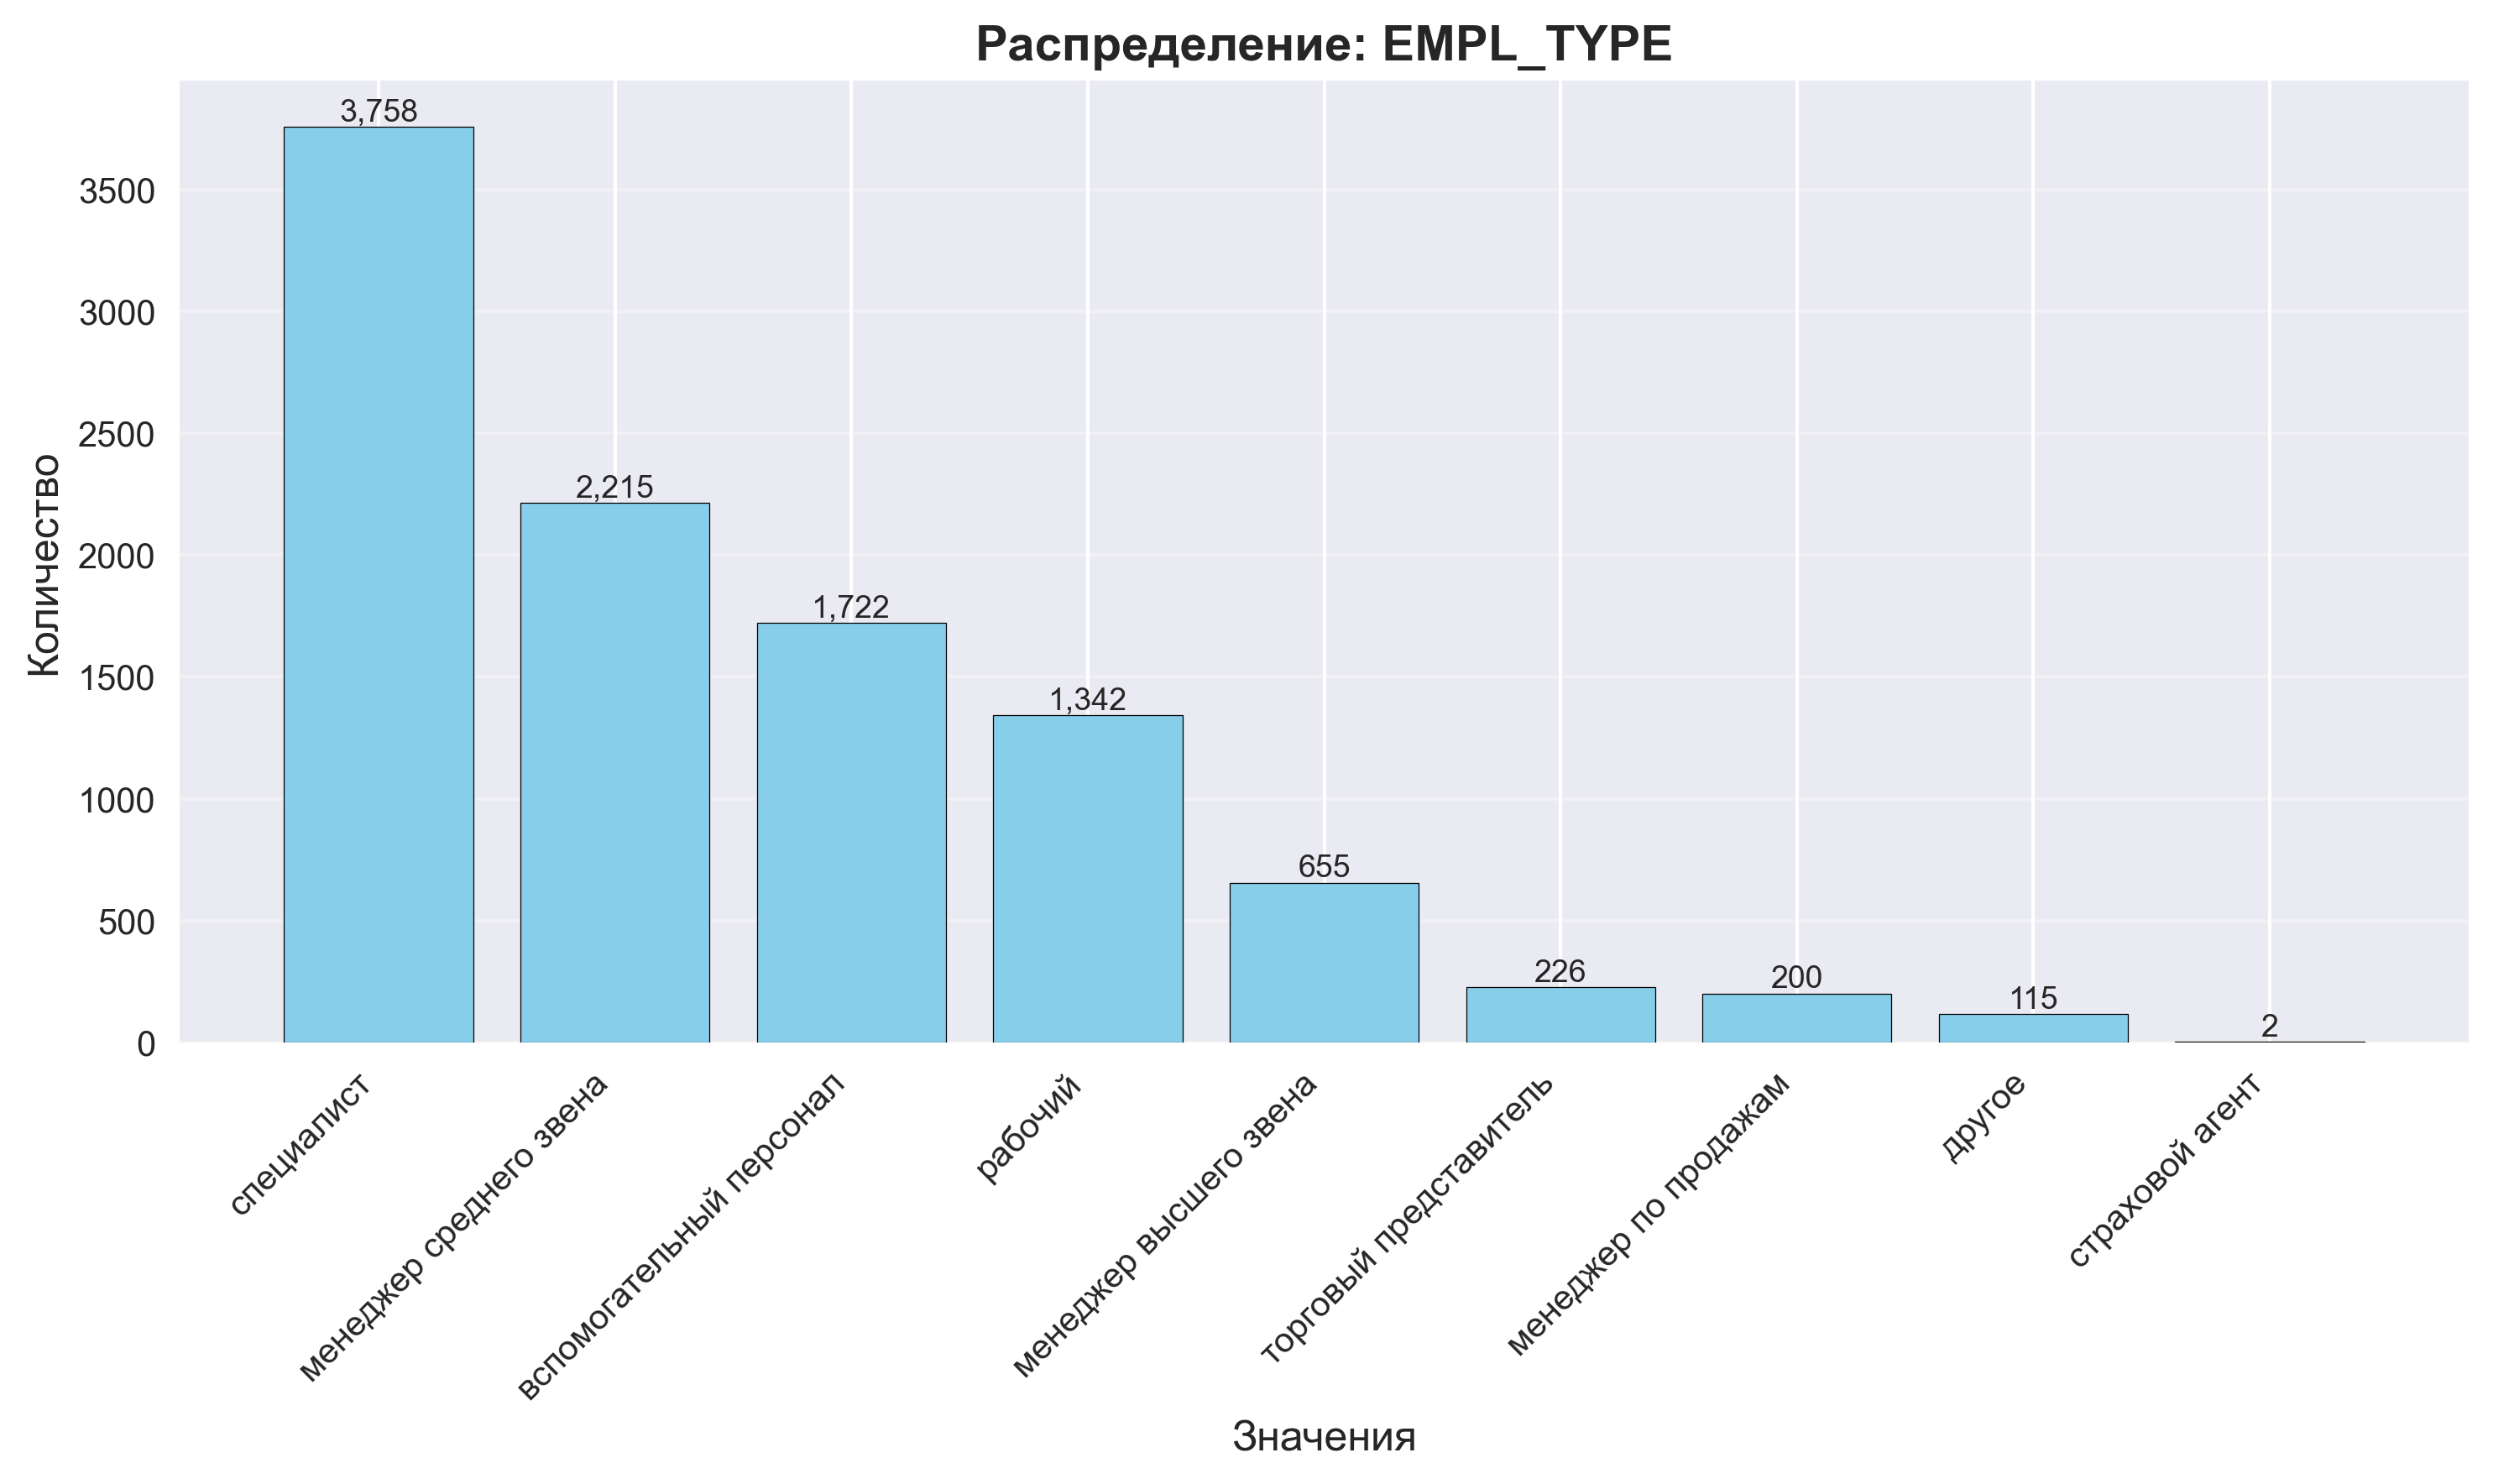 Распределение: EMPL_TYPE
Количество
3500
3000
2500
2000
1500
1000
500
0
3,758
2,215
1,722
1,342
655
226
200
115
2
специалист
менеджер среднего звена
вспомогательный персонал
рабочий
менеджер высшего звена
торговый представитель
менеджер по продажам
другое
страховой агент
Значения